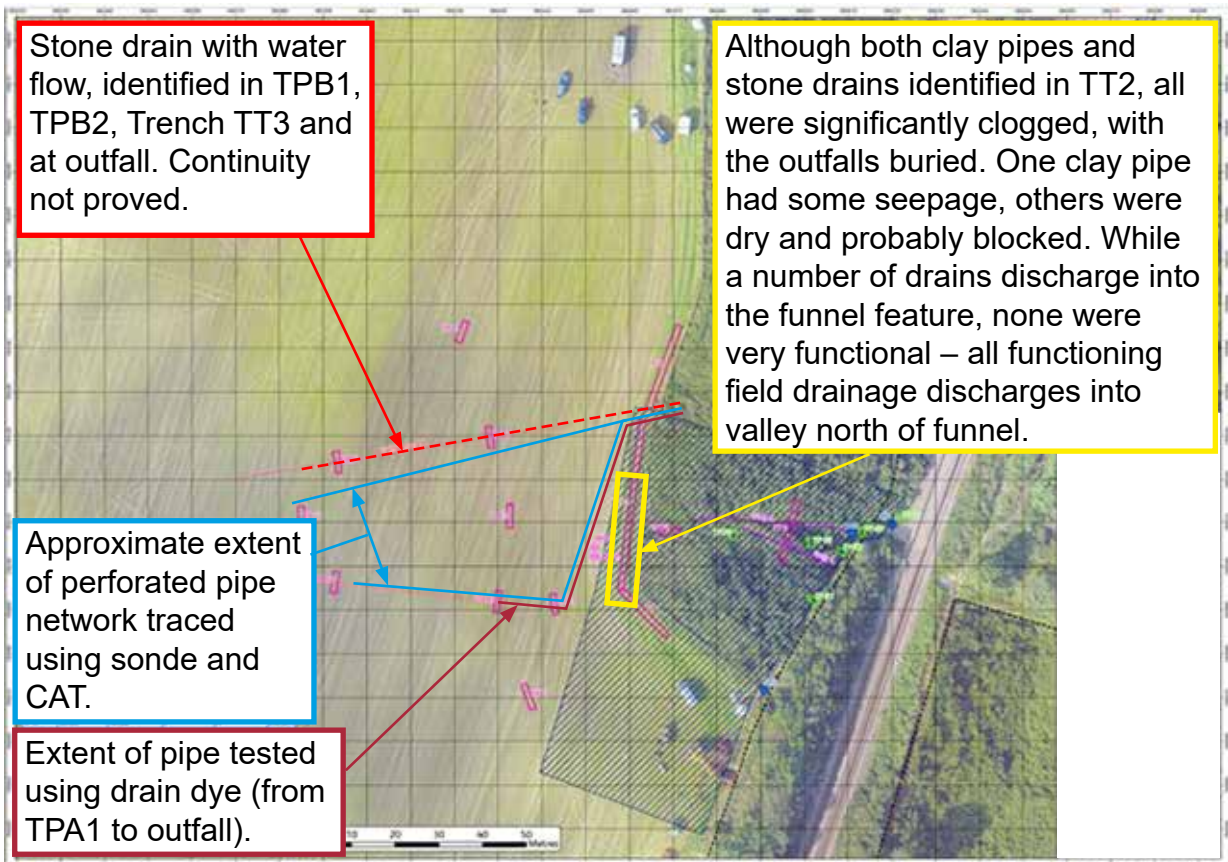 Stone drain with water
flow, identified in TPB1,
TPB2, Trench TT3 and
at outfall. Continuity
not proved.
Although both clay pipes and
stone drains identified in TT2, all
were significantly clogged, with
the outfalls buried. One clay pipe
had some seepage, others were
dry and probably blocked. While
a number of drains discharge into
the funnel feature, none were
very functional – all functioning
field drainage discharges into
valley north of funnel.
Approximate extent
of perforated pipe
network traced
using sonde and
CAT.
Extent of pipe tested
using drain dye (from
TPA1 to outfall).
10 20 30 40 50
Metres